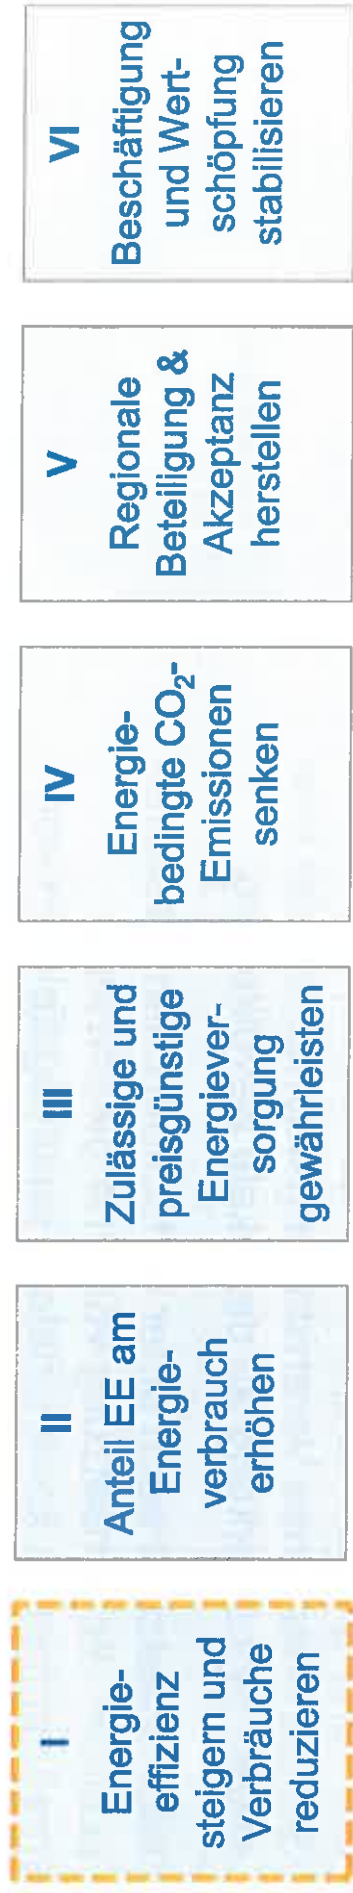 I
Energie-
effizienz
steigern und
Verbräuche
reduzieren
II
Anteil EE am
Energie-
verbrauch
erhöhen
III
Zulässige und
preisgünstige
Energiever-
sorgung
gewährleisten
IV
Energie-
bedingte CO₂-
Emissionen
senken
V
Regionale
Beteiligung &
Akzeptanz
herstellen
VI
Beschäftigung
und Wert-
schöpfung
stabilisieren